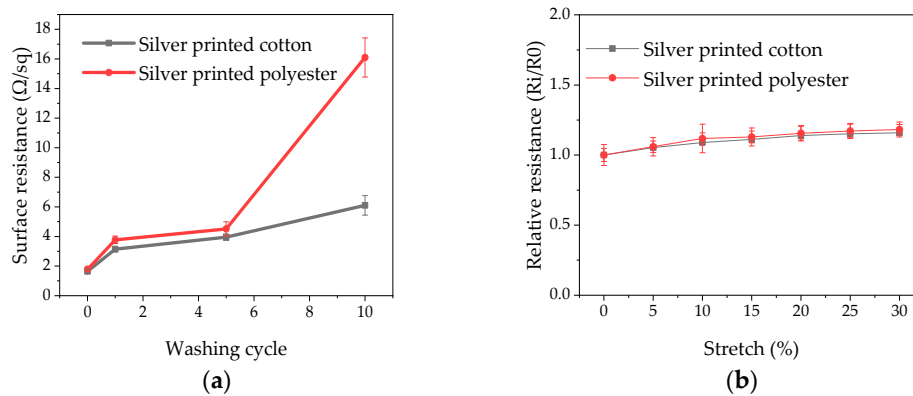 Silver printed cotton
Silver printed polyester
18
16
14
12
10
8
6
4
2
0
Surface resistance (Ω/sq)
0 2 4 6 8 10
Washing cycle
(a)
Silver printed cotton
Silver printed polyester
2.0
1.5
1.0
0.5
0.0
Relative resistance (Ri/R0)
0 5 10 15 20 25 30
Stretch (%)
(b)